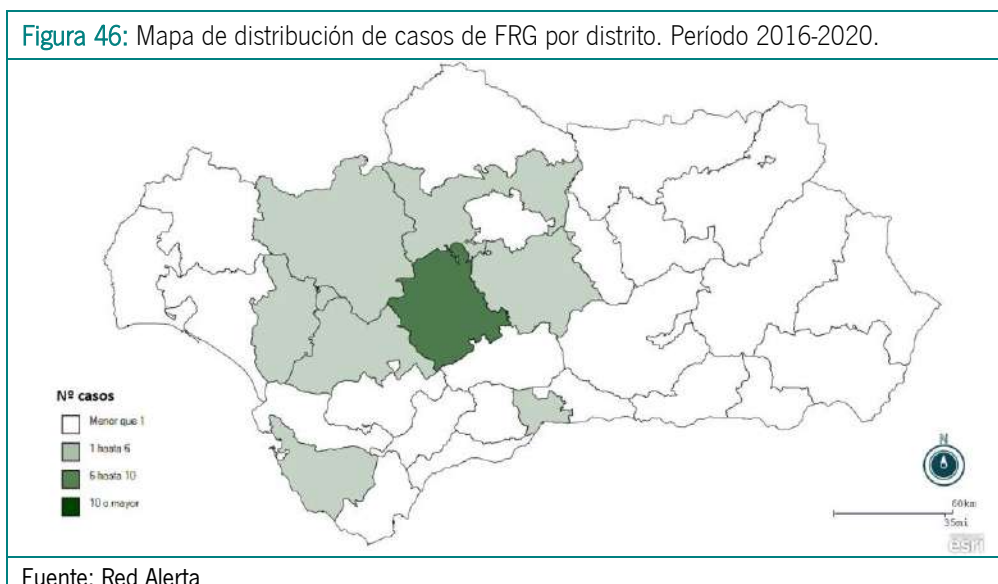 Figura 46: Mapa de distribución de casos de FRG por distrito. Período 2016-2020.
Nº casos
Menor que 1
1 hasta 6
6 hasta 10
10 o mayor
N
60km
35mi
esri
Fuente: Red Alerta